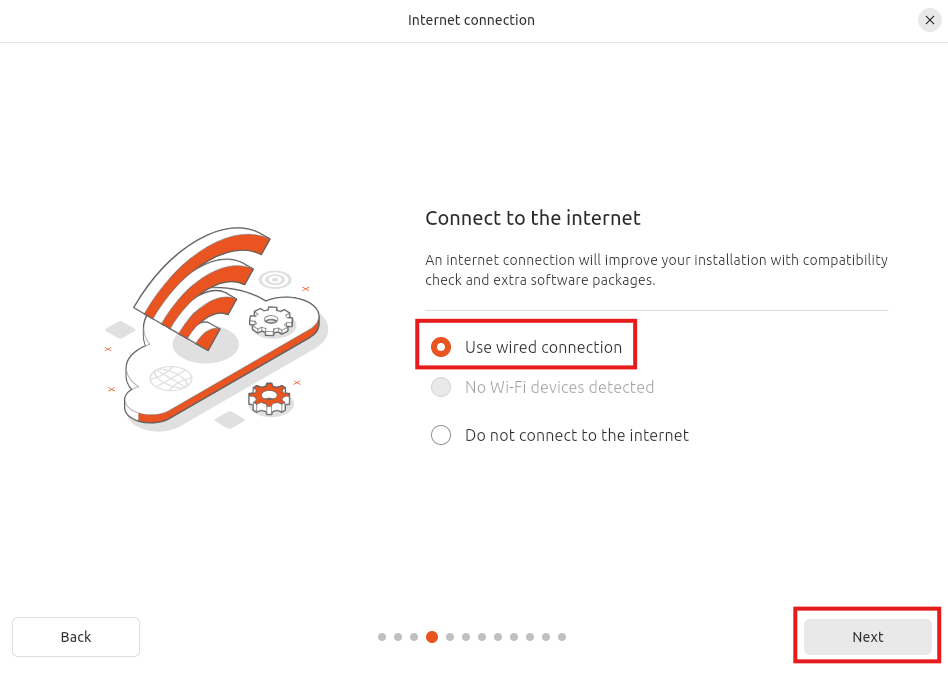 Internet connection
Connect to the internet
An internet connection will improve your installation with compatibility
check and extra software packages.
Use wired connection
No Wi-Fi devices detected
Do not connect to the internet
Back
Next